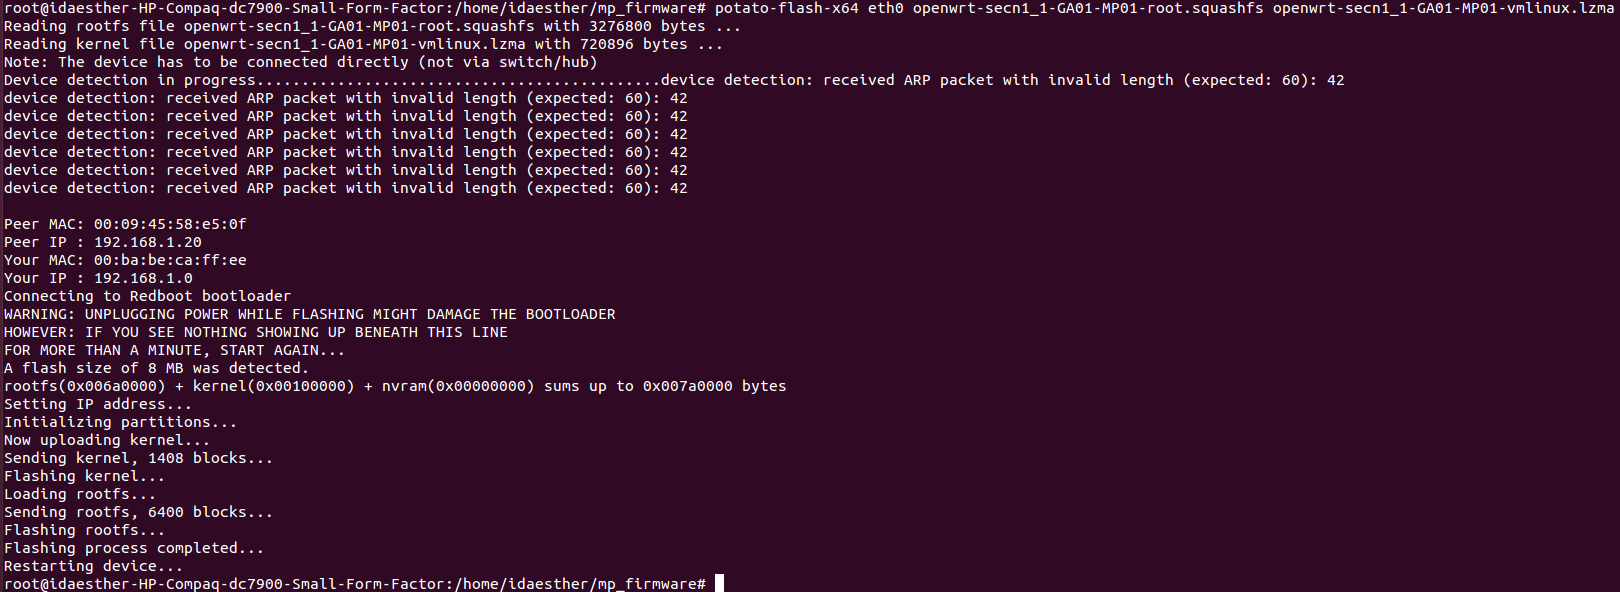 root@idaesther-HP-Compaq-dc7900-Small-Form-Factor:/home/idaesther/mp_firmware# potato-flash-x64 eth0 openwrt-secn1_1-GA01-MP01-root.squashfs openwrt-secn1_1-GA01-MP01-vmlinux.lzma
Reading rootfs file openwrt-secn1_1-GA01-MP01-root.squashfs with 3276800 bytes ...
Reading kernel file openwrt-secn1_1-GA01-MP01-vmlinux.lzma with 720896 bytes ...
Note: The device has to be connected directly (not via switch/hub)
Device detection in progress.............................................device detection: received ARP packet with invalid length (expected: 60): 42
device detection: received ARP packet with invalid length (expected: 60): 42
device detection: received ARP packet with invalid length (expected: 60): 42
device detection: received ARP packet with invalid length (expected: 60): 42
device detection: received ARP packet with invalid length (expected: 60): 42
device detection: received ARP packet with invalid length (expected: 60): 42
device detection: received ARP packet with invalid length (expected: 60): 42
Peer MAC: 00:09:45:58:e5:0f
Peer IP : 192.168.1.20
Your MAC: 00:ba:be:ca:ff:ee
Your IP : 192.168.1.0
Connecting to Redboot bootloader
WARNING: UNPLUGGING POWER WHILE FLASHING MIGHT DAMAGE THE BOOTLOADER
HOWEVER: IF YOU SEE NOTHING SHOWING UP BENEATH THIS LINE
FOR MORE THAN A MINUTE, START AGAIN...
A flash size of 8 MB was detected.
rootfs(0x006a0000) + kernel(0x00100000) + nvram(0x00000000) sums up to 0x007a0000 bytes
Setting IP address...
Initializing partitions...
Now uploading kernel...
Sending kernel, 1408 blocks...
Flashing kernel...
Loading rootfs...
Sending rootfs, 6400 blocks...
Flashing rootfs...
Flashing process completed...
Restarting device...
root@idaesther-HP-Compaq-dc7900-Small-Form-Factor:/home/idaesther/mp_firmware#